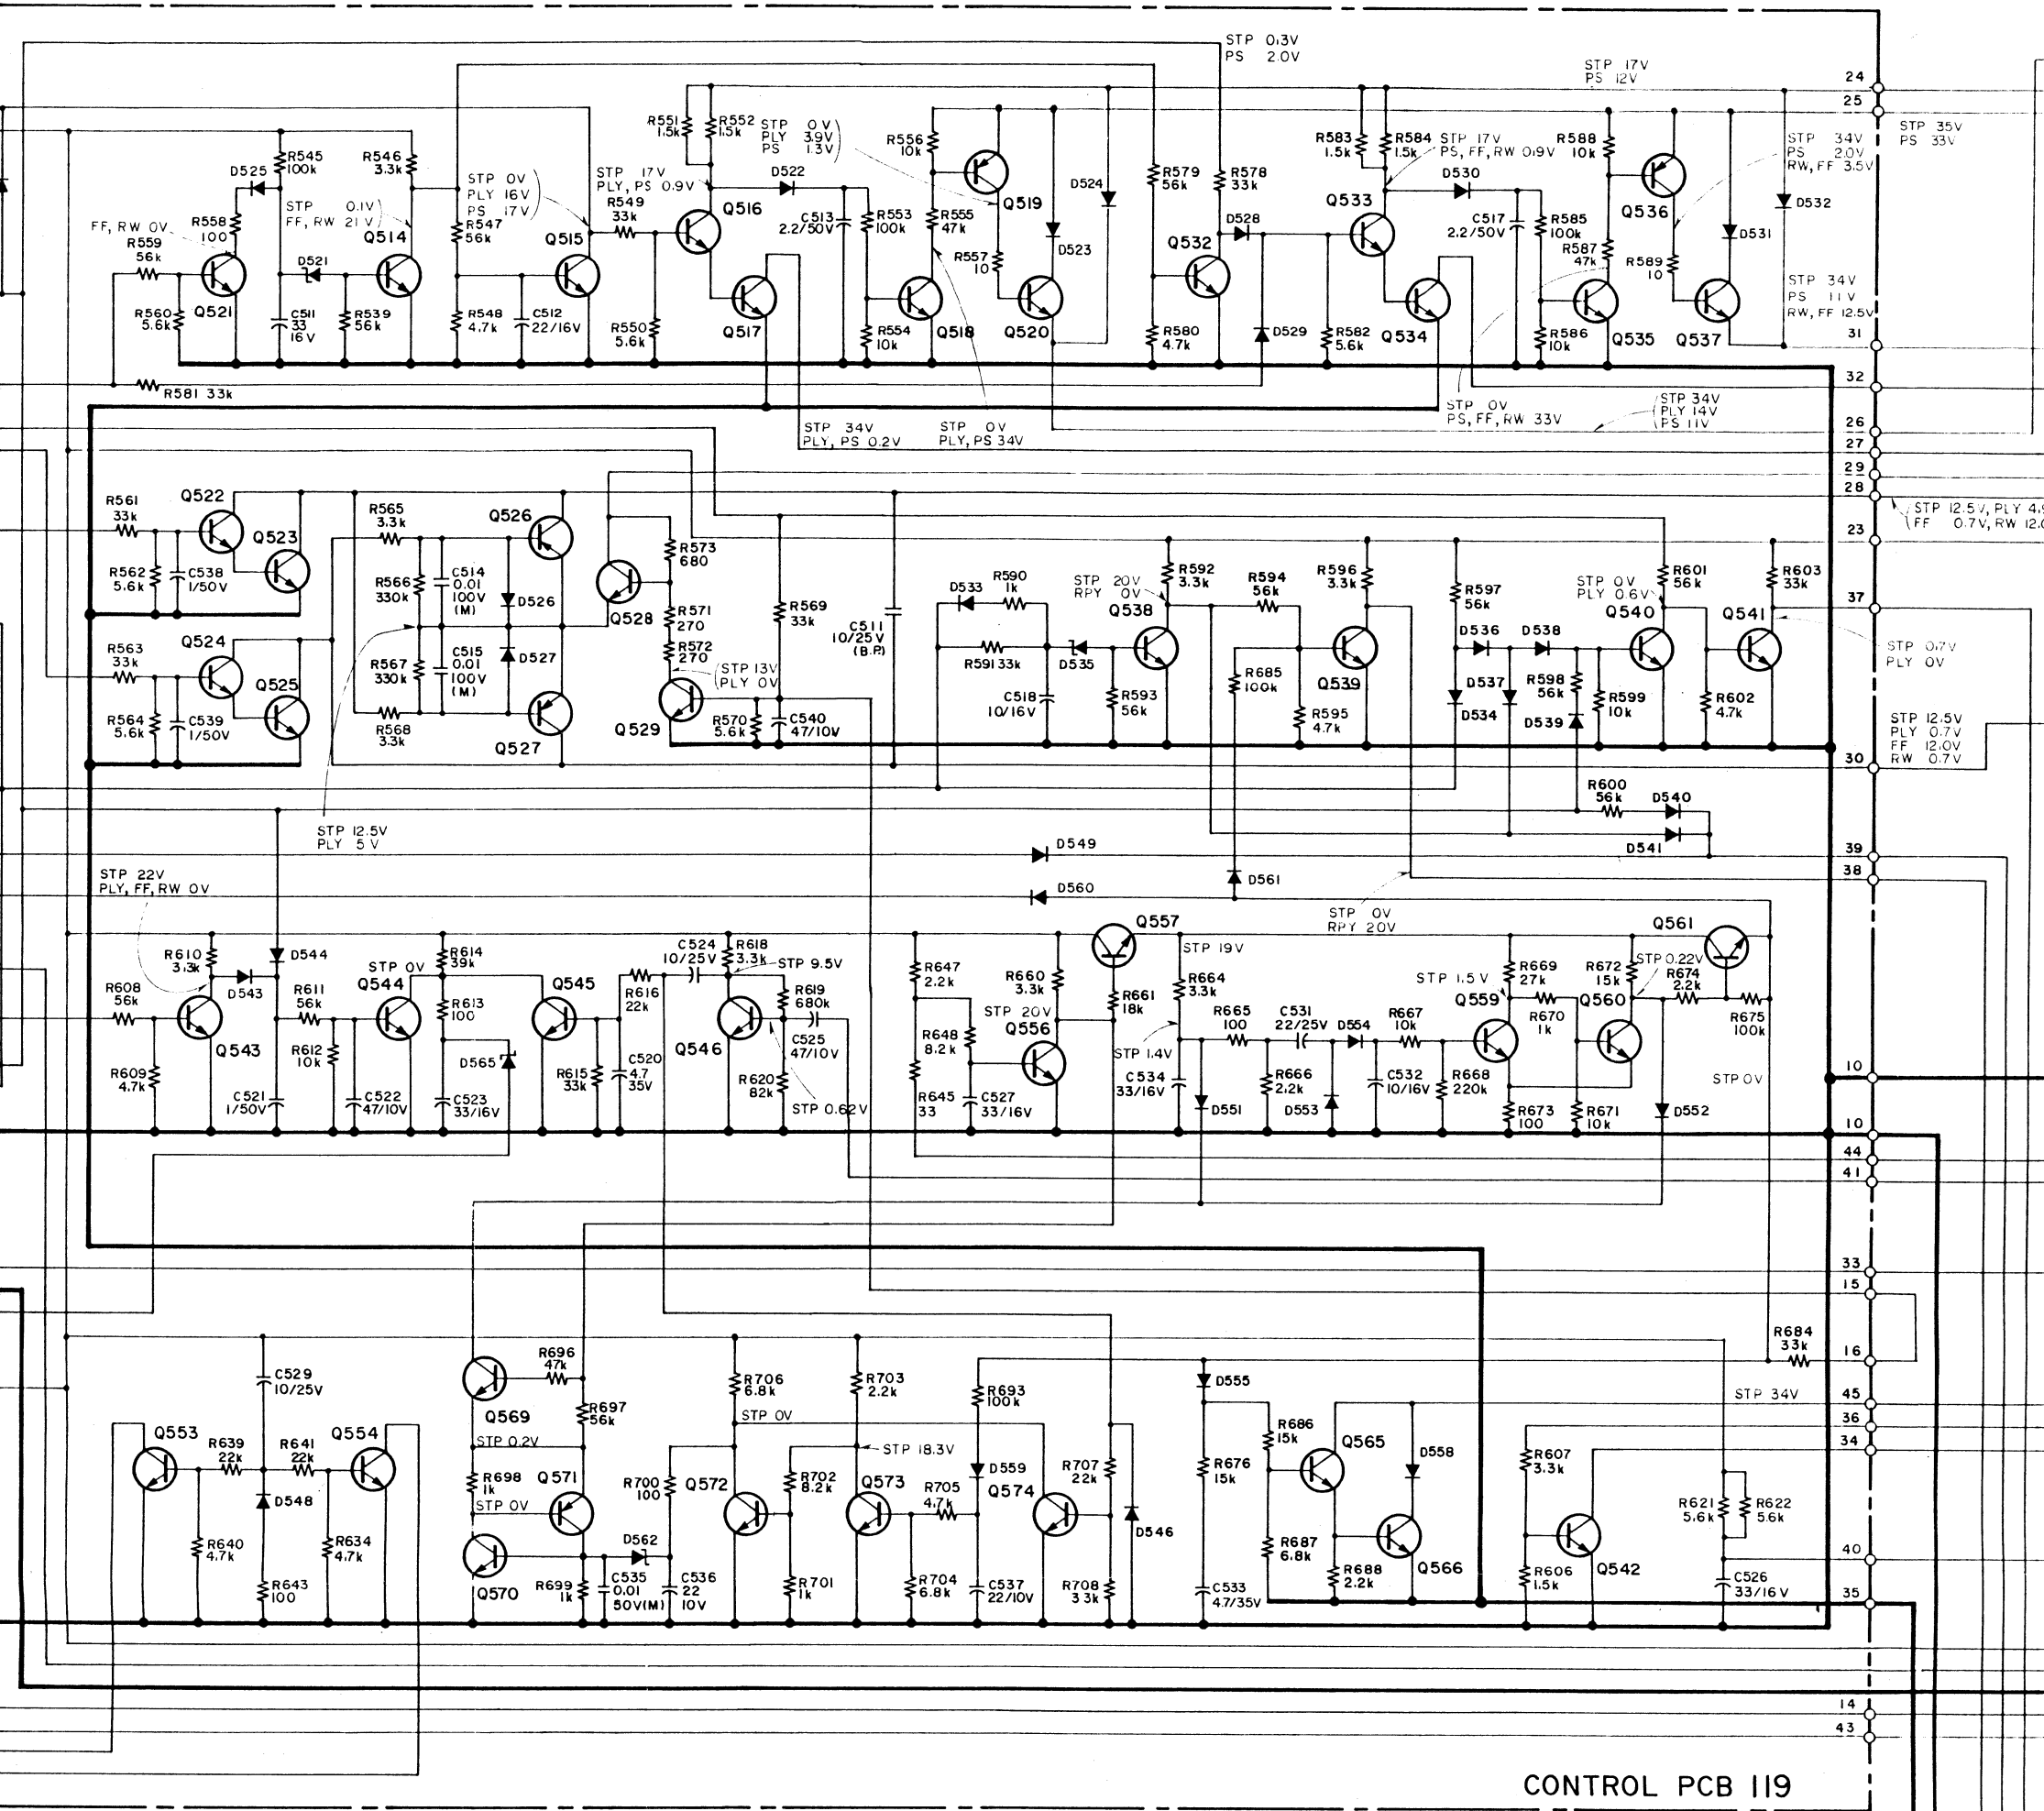 STP 0.3V
PS 2.0V
STP 17V
PS 12V
24
25
STP 35V
PS 33V
R551
1.5k
R552
1.5k
STP 0V
PLY 3.9V
PS 1.3V
R556
10k
R583
1.5k
R584
1.5k
STP 17V
PS, FF, RW 0.9V
R588
10k
STP 34V
PS 2.0V
RW, FF 3.5V
D525
R545
100k
R546
3.3k
STP 0V
PLY 16V
PS 17V
STP 17V
PLY, PS 0.9V
D522
D524
R579
56k
R578
33k
D530
D532
R558
100
STP 0.1V
FF, RW 21V
R547
56k
R549
33k
Q516
C513
2.2/50V
R553
100k
R555
47k
Q519
Q533
C517
2.2/50V
R585
100k
Q536
FF, RW 0V
R559
56k
Q514
Q515
D523
D528
Q532
D531
R587
47k
R589
10
R557
10
D521
STP 34V
PS 11V
RW, FF 12.5V
R560
5.6k
Q521
C511
33
16V
R539
56k
R548
4.7k
C512
22/16V
R550
5.6k
Q517
R554
10k
Q518
Q520
R580
4.7k
D529
R582
5.6k
Q534
R586
10k
Q535
Q537
31
R581 33k
32
STP 34V
PLY, PS 0.2V
STP 0V
PLY, PS 34V
STP 0V
PS, FF, RW 33V
STP 34V
PLY 14V
PS 11V
26
27
29
28
STP 12.5V, PLY 4.
FF 0.7V, RW 12.
23
R561
33k
Q522
Q523
R565
3.3k
Q526
R573
680
R562
5.6k
C538
1/50V
R566
330k
C514
0.01
100V
(M)
D526
Q528
R571
270
R569
33k
C511
10/25V
(B.P.)
D533
R590
1k
STP 20V
RPY 0V
R592
3.3k
Q538
R594
56k
R596
3.3k
R597
56k
STP 0V
PLY 0.6V
Q540
R601
56k
Q541
R603
33k
37
R563
33k
Q524
Q525
R567
330k
C515
0.01
100V
(M)
D527
R572
270
STP 13V
PLY 0V
R591 33k
D535
R685
100k
Q539
D536
D538
D537
D534
R598
56k
D539
STP 0.7V
PLY 0V
R564
5.6k
C539
1/50V
R568
3.3k
Q527
Q529
R570
5.6k
C540
47/10V
C518
10/16V
R593
56k
R595
4.7k
R599
10k
R602
4.7k
STP 12.5V
PLY 0.7V
FF 12.0V
RW 0.7V
30
R600
56k
D540
STP 12.5V
PLY 5V
D549
D541
39
STP 22V
PLY, FF, RW 0V
D560
D561
38
STP 0V
RPY 20V
Q557
Q561
R610
3.3k
D544
R614
39k
C524
10/25V
R618
3.3k
STP 9.5V
STP 19V
R608
56k
D543
R611
56k
STP 0V
Q544
R613
100
Q545
R616
22k
R619
680k
R647
2.2k
R660
3.3k
R661
18k
R664
3.3k
STP 1.5V
R669
27k
R672
15k
STP 0.22V
R674
2.2k
STP 20V
Q556
R665
100
C531
22/25V
D554
R667
10k
Q559
R670
1k
Q560
R675
100k
Q543
R612
10k
D565
Q546
C525
47/10V
R648
8.2k
STP 1.4V
C534
33/16V
R609
4.7k
C521
1/50V
C522
47/10V
C523
33/16V
R615
33k
C520
4.7
35V
R620
82k
STP 0.62V
R645
33
C527
33/16V
D551
R666
2.2k
D553
C532
10/16V
R668
220k
R673
100
R671
10k
D552
STP 0V
10
10
44
41
33
15
R684
33k
16
C529
10/25V
R696
47k
R706
6.8k
R703
2.2k
R693
100k
D555
STP 34V
45
Q569
R697
56k
STP 0V
36
Q553
R639
22k
R641
22k
Q554
STP 0.2V
STP 18.3V
R686
15k
Q565
D558
R607
3.3k
34
D548
R698
1k
Q571
R700
100
Q572
R702
8.2k
Q573
R705
4.7k
D559
Q574
R707
22k
R676
15k
STP 0V
D546
R621
5.6k
R622
5.6k
R640
4.7k
R634
4.7k
D562
R687
6.8k
40
R643
100
Q570
R699
1k
C535
0.01
50V(M)
C536
22
10V
R701
1k
R704
6.8k
C537
22/10V
R708
3.3k
C533
4.7/35V
R688
2.2k
Q566
R606
1.5k
Q542
C526
33/16V
35
14
43
CONTROL PCB 119